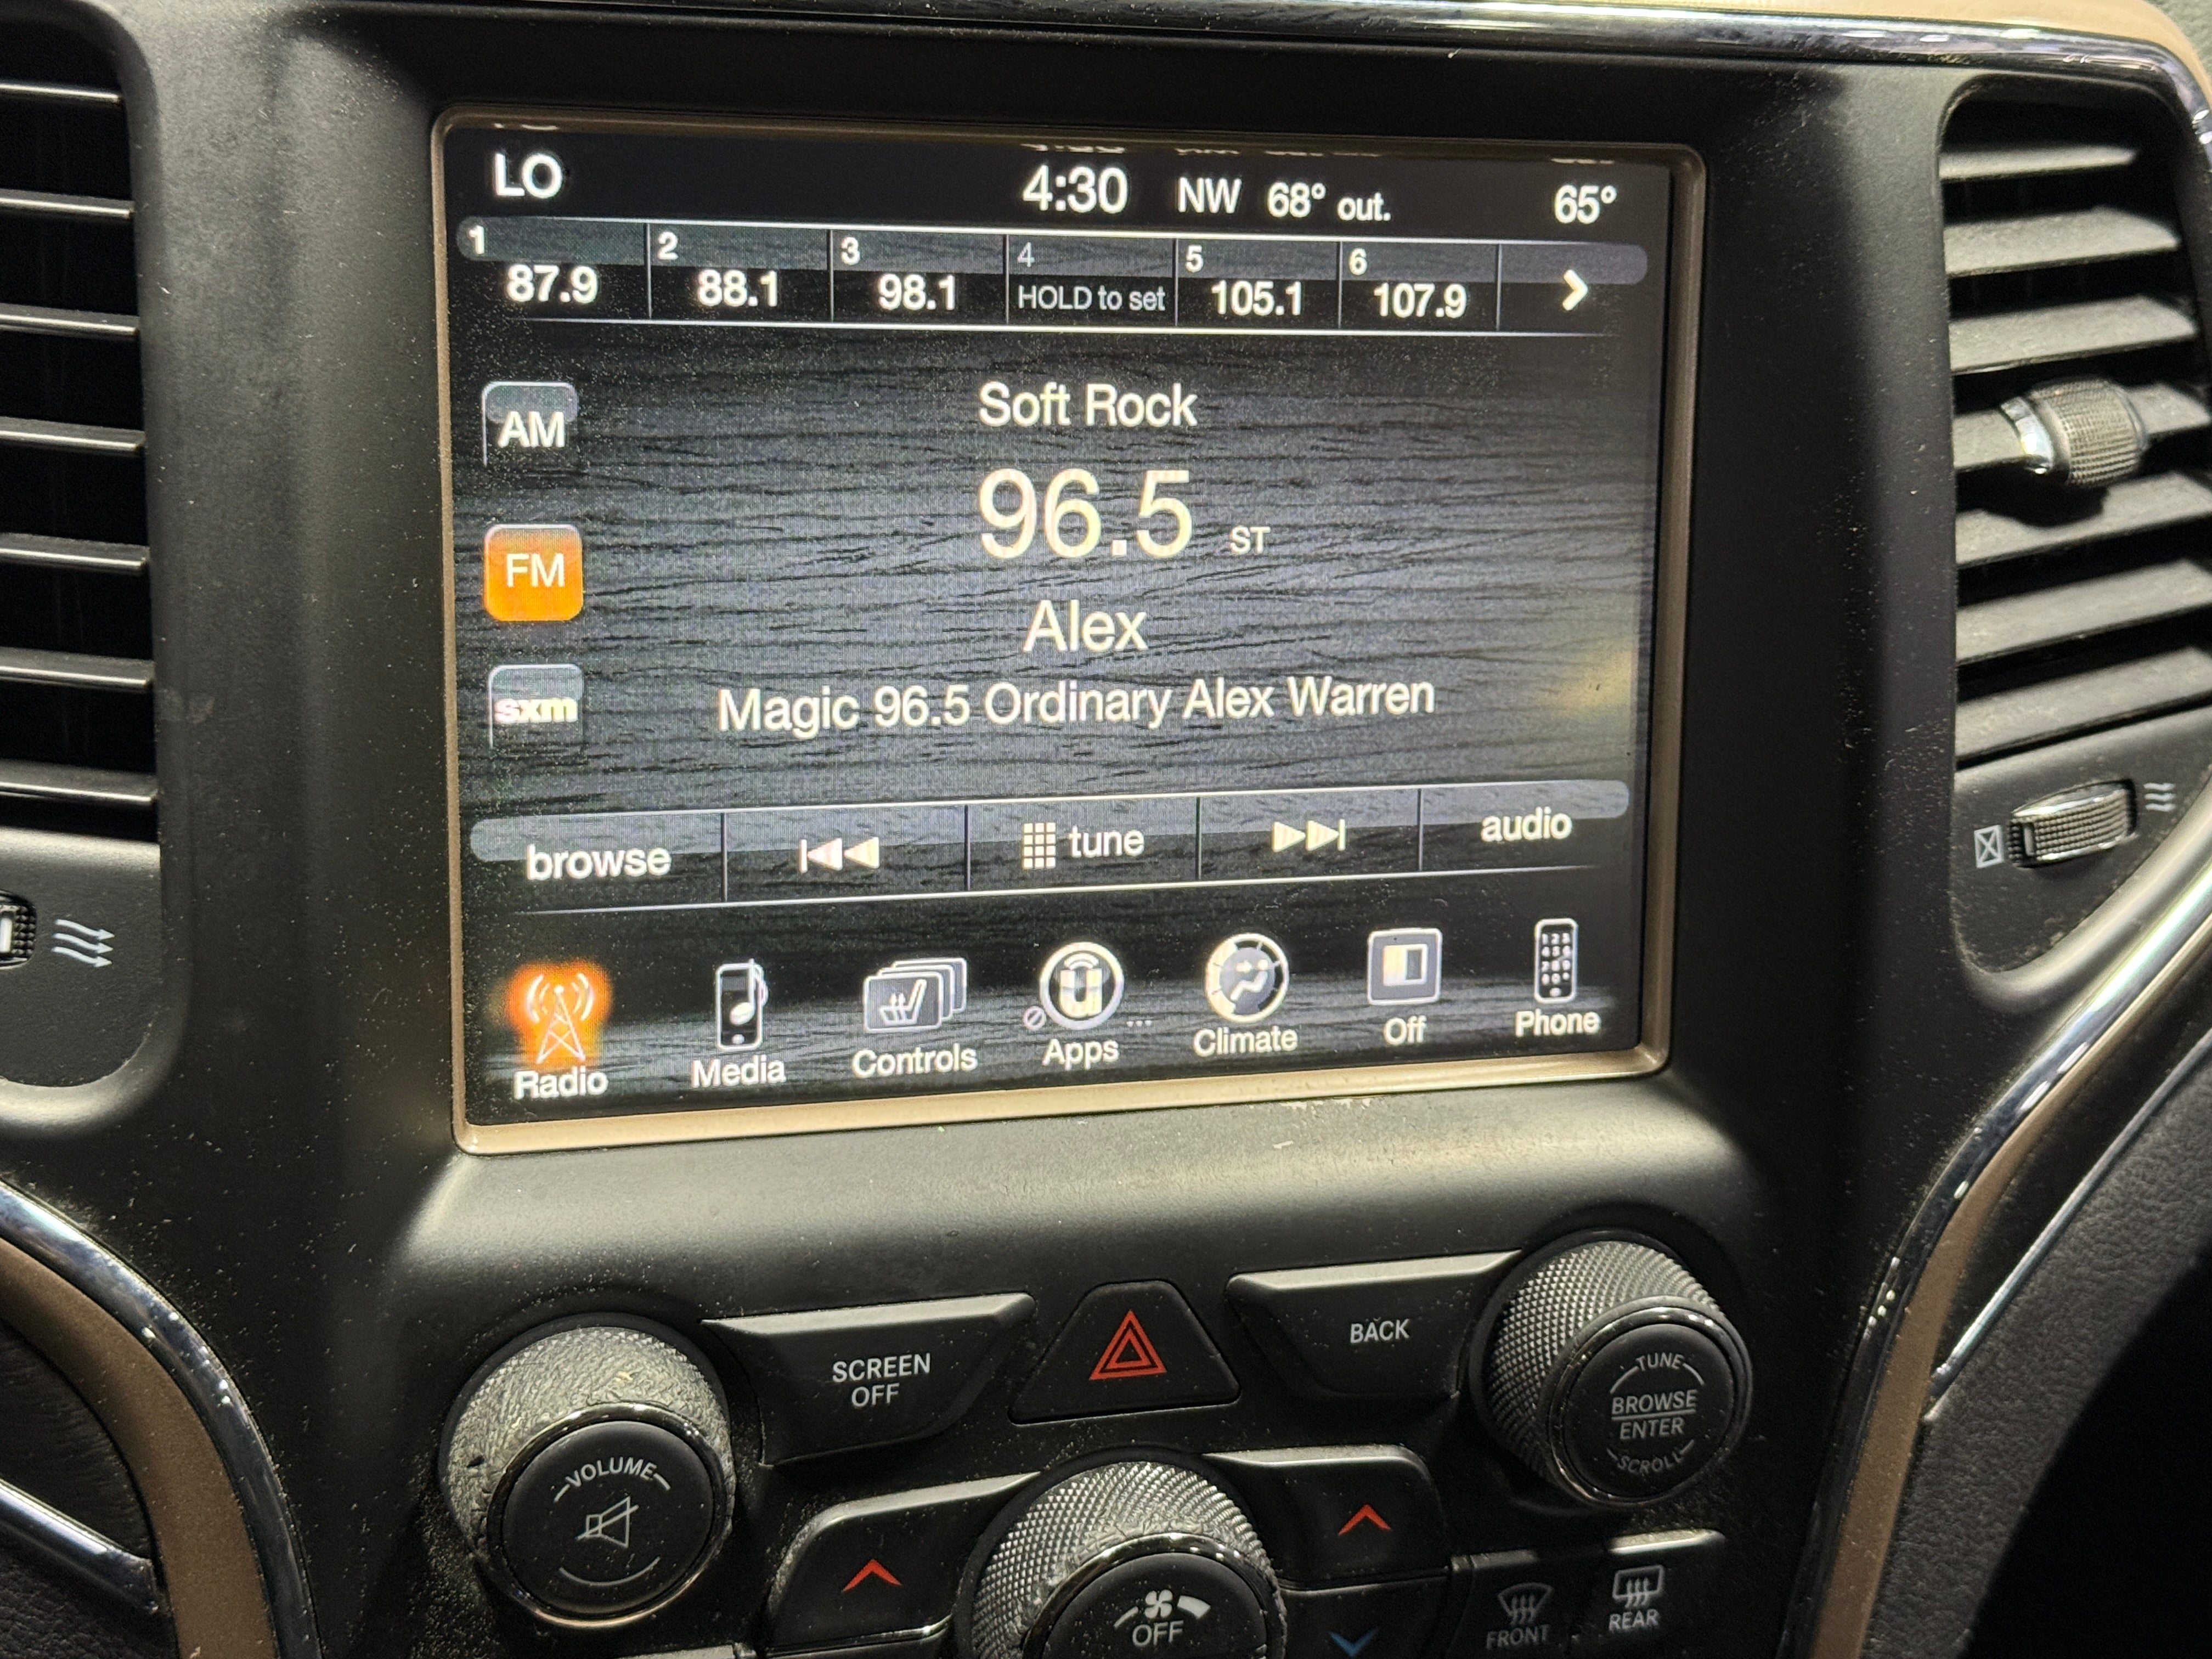 LO 4:30 NW 68° out. 65°
1 2 3 4 5 6
87.9 88.1 98.1 HOLD to set 105.1 107.9
AM
Soft Rock
96.5 ST
FM
Alex
sxm
Magic 96.5 Ordinary Alex Warren
browse tune audio
Radio Media Controls Apps ... Climate Off Phone
SCREEN
OFF
BACK
TUNE
BROWSE
ENTER
SCROLL
VOLUME
OFF
FRONT
REAR